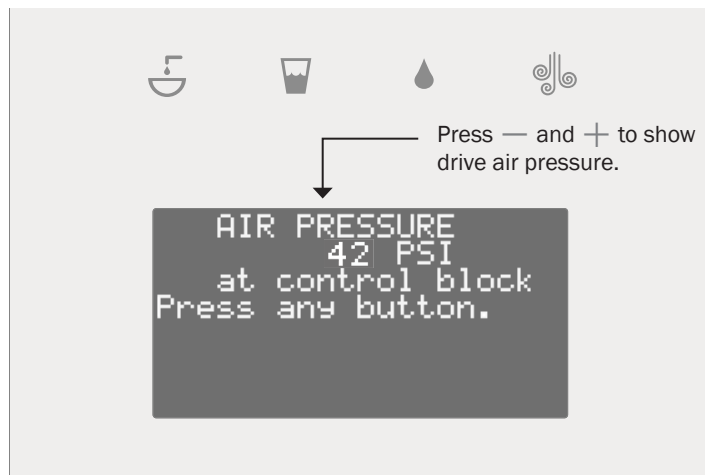 Press — and + to show
drive air pressure.
AIR PRESSURE
42 PSI
at control block
Press any button.